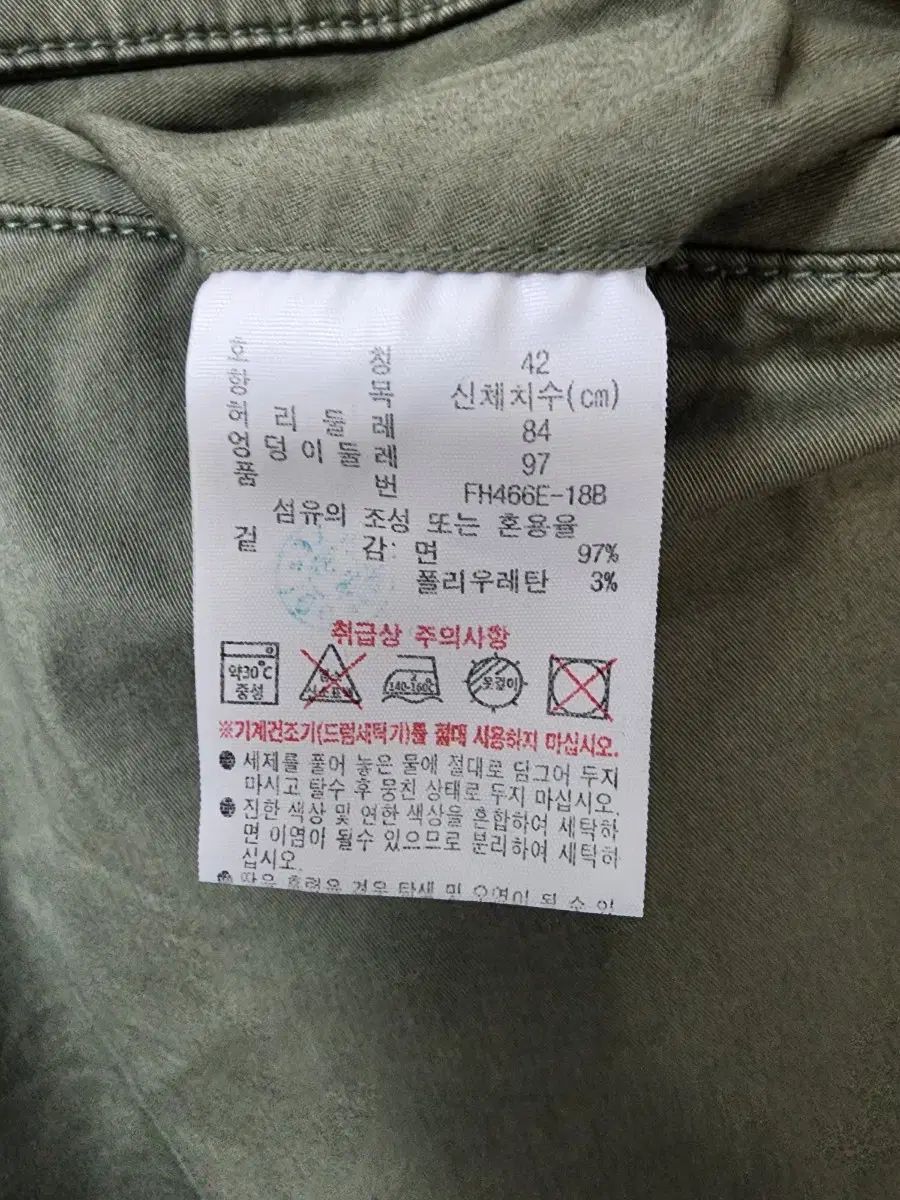 호 칭 42
항 목 신체치수(cm)
허 리 둘 레 84
엉 덩 이 둘 레 97
품 번 FH466E-18B
섬유의 조성 또는 혼용율
겉 감: 면 97%
폴리우레탄 3%
취급상 주의사항
약30℃
중성
140-160℃
옷걸이
※기계건조기(드럼세탁기)를 절대 사용하지 마십시오.
● 세제를 풀어 놓은 물에 절대로 담그어 두지
마시고 탈수 후 뭉친 상태로 두지 마십시오.
● 진한 색상 및 연한 색상을 혼합하여 세탁하
면 이염이 될수 있으므로 분리하여 세탁하
십시오.